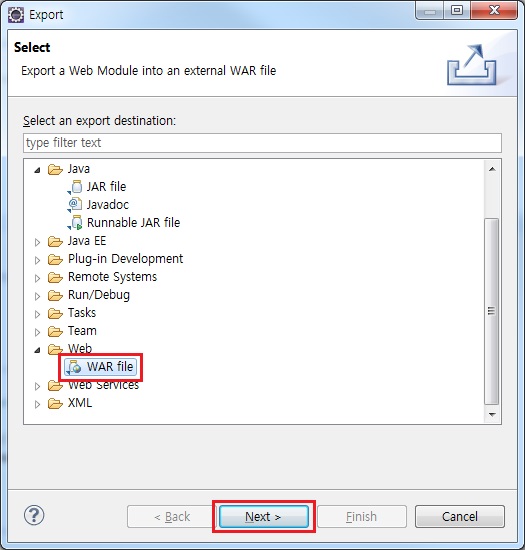 Export
Select
Export a Web Module into an external WAR file
Select an export destination:
type filter text
Java
JAR file
Javadoc
Runnable JAR file
Java EE
Plug-in Development
Remote Systems
Run/Debug
Tasks
Team
Web
WAR file
Web Services
XML
< Back Next > Finish Cancel